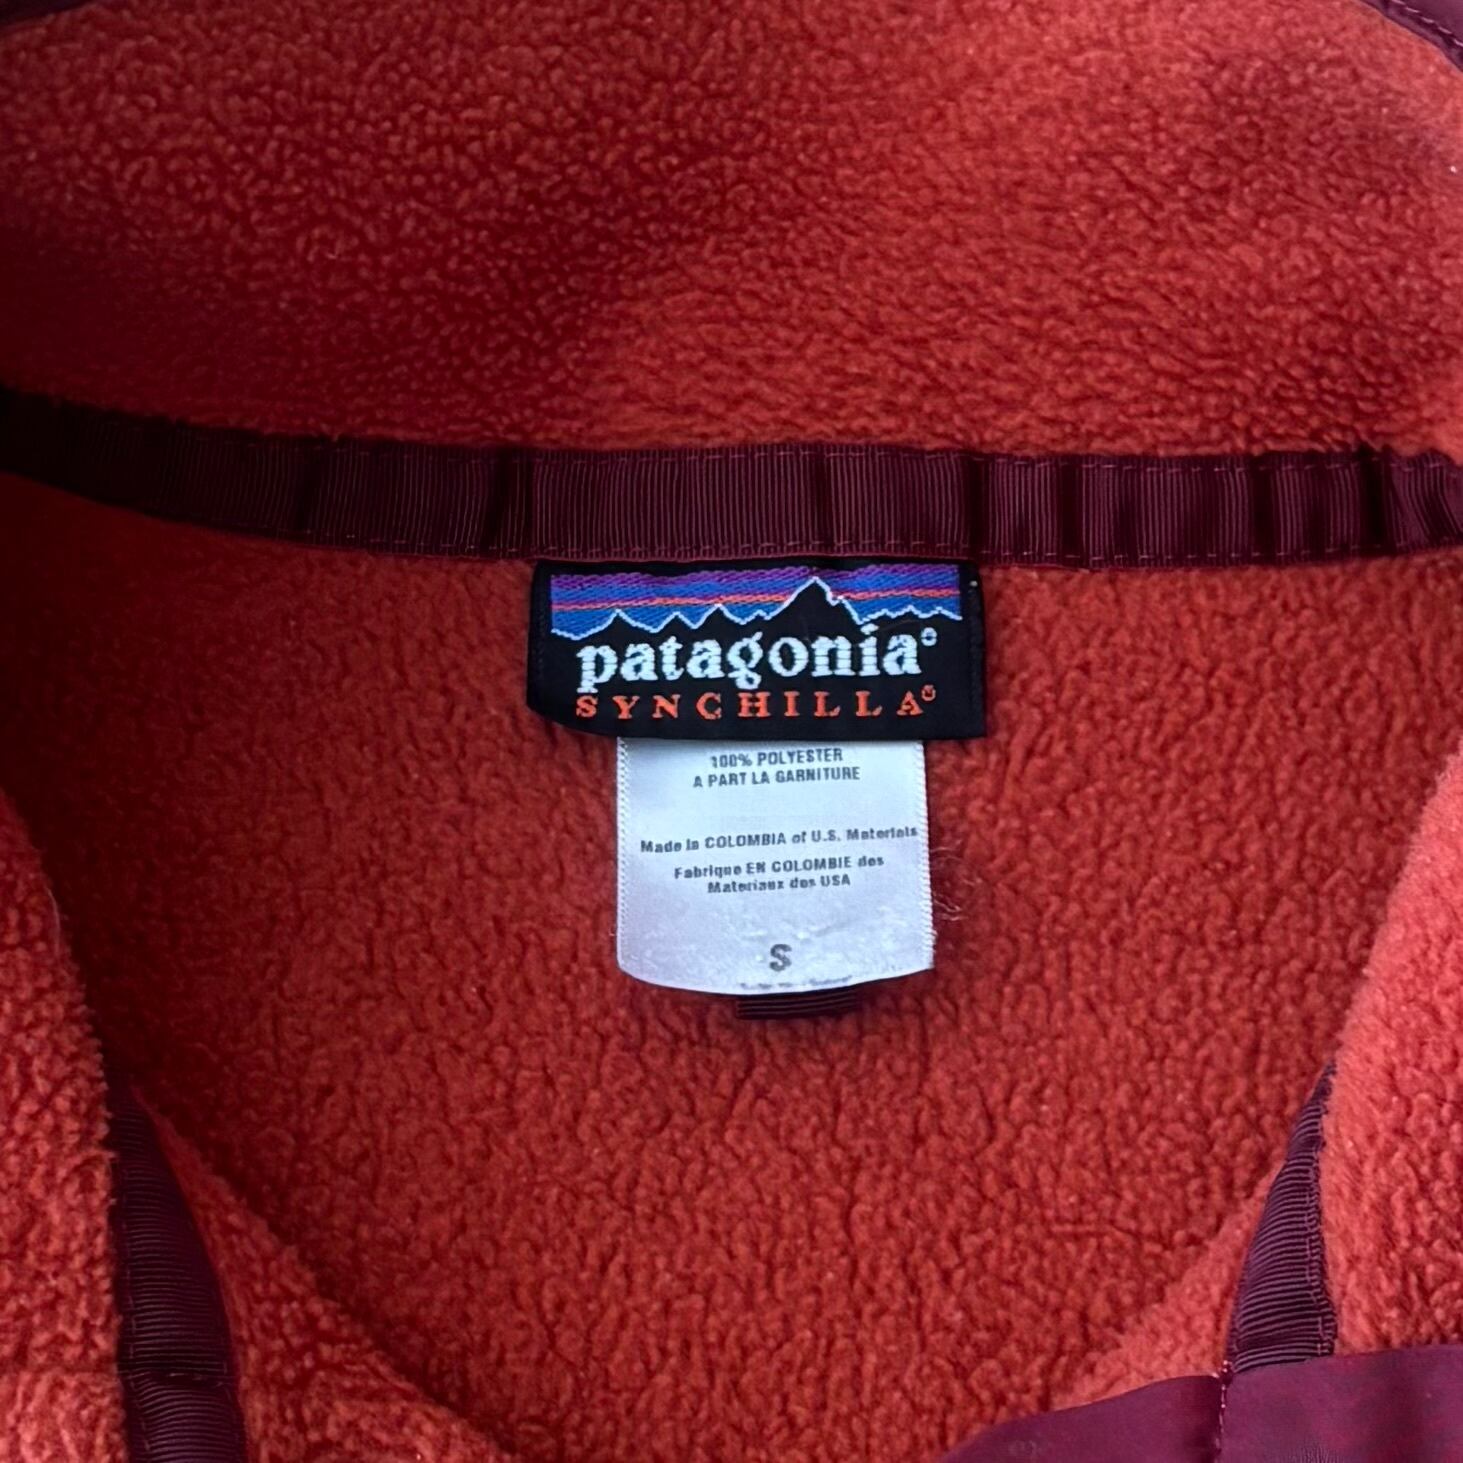 patagonia®
SYNCHILLA®
100% POLYESTER
A PART LA GARNITURE
Made in COLOMBIA of U.S. Materials
Fabrique EN COLOMBIE des
Materiaux des USA
S